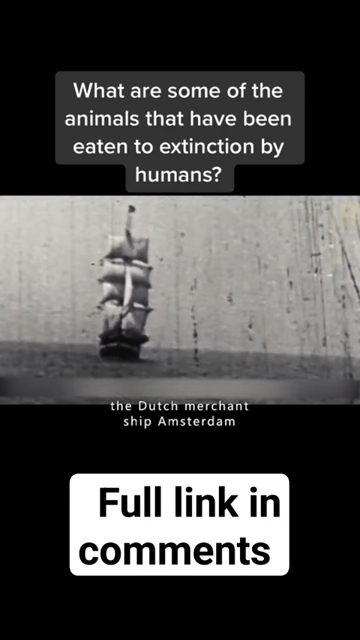 What are some of the
animals that have been
eaten to extinction by
humans?
the Dutch merchant
ship Amsterdam
Full link in
comments